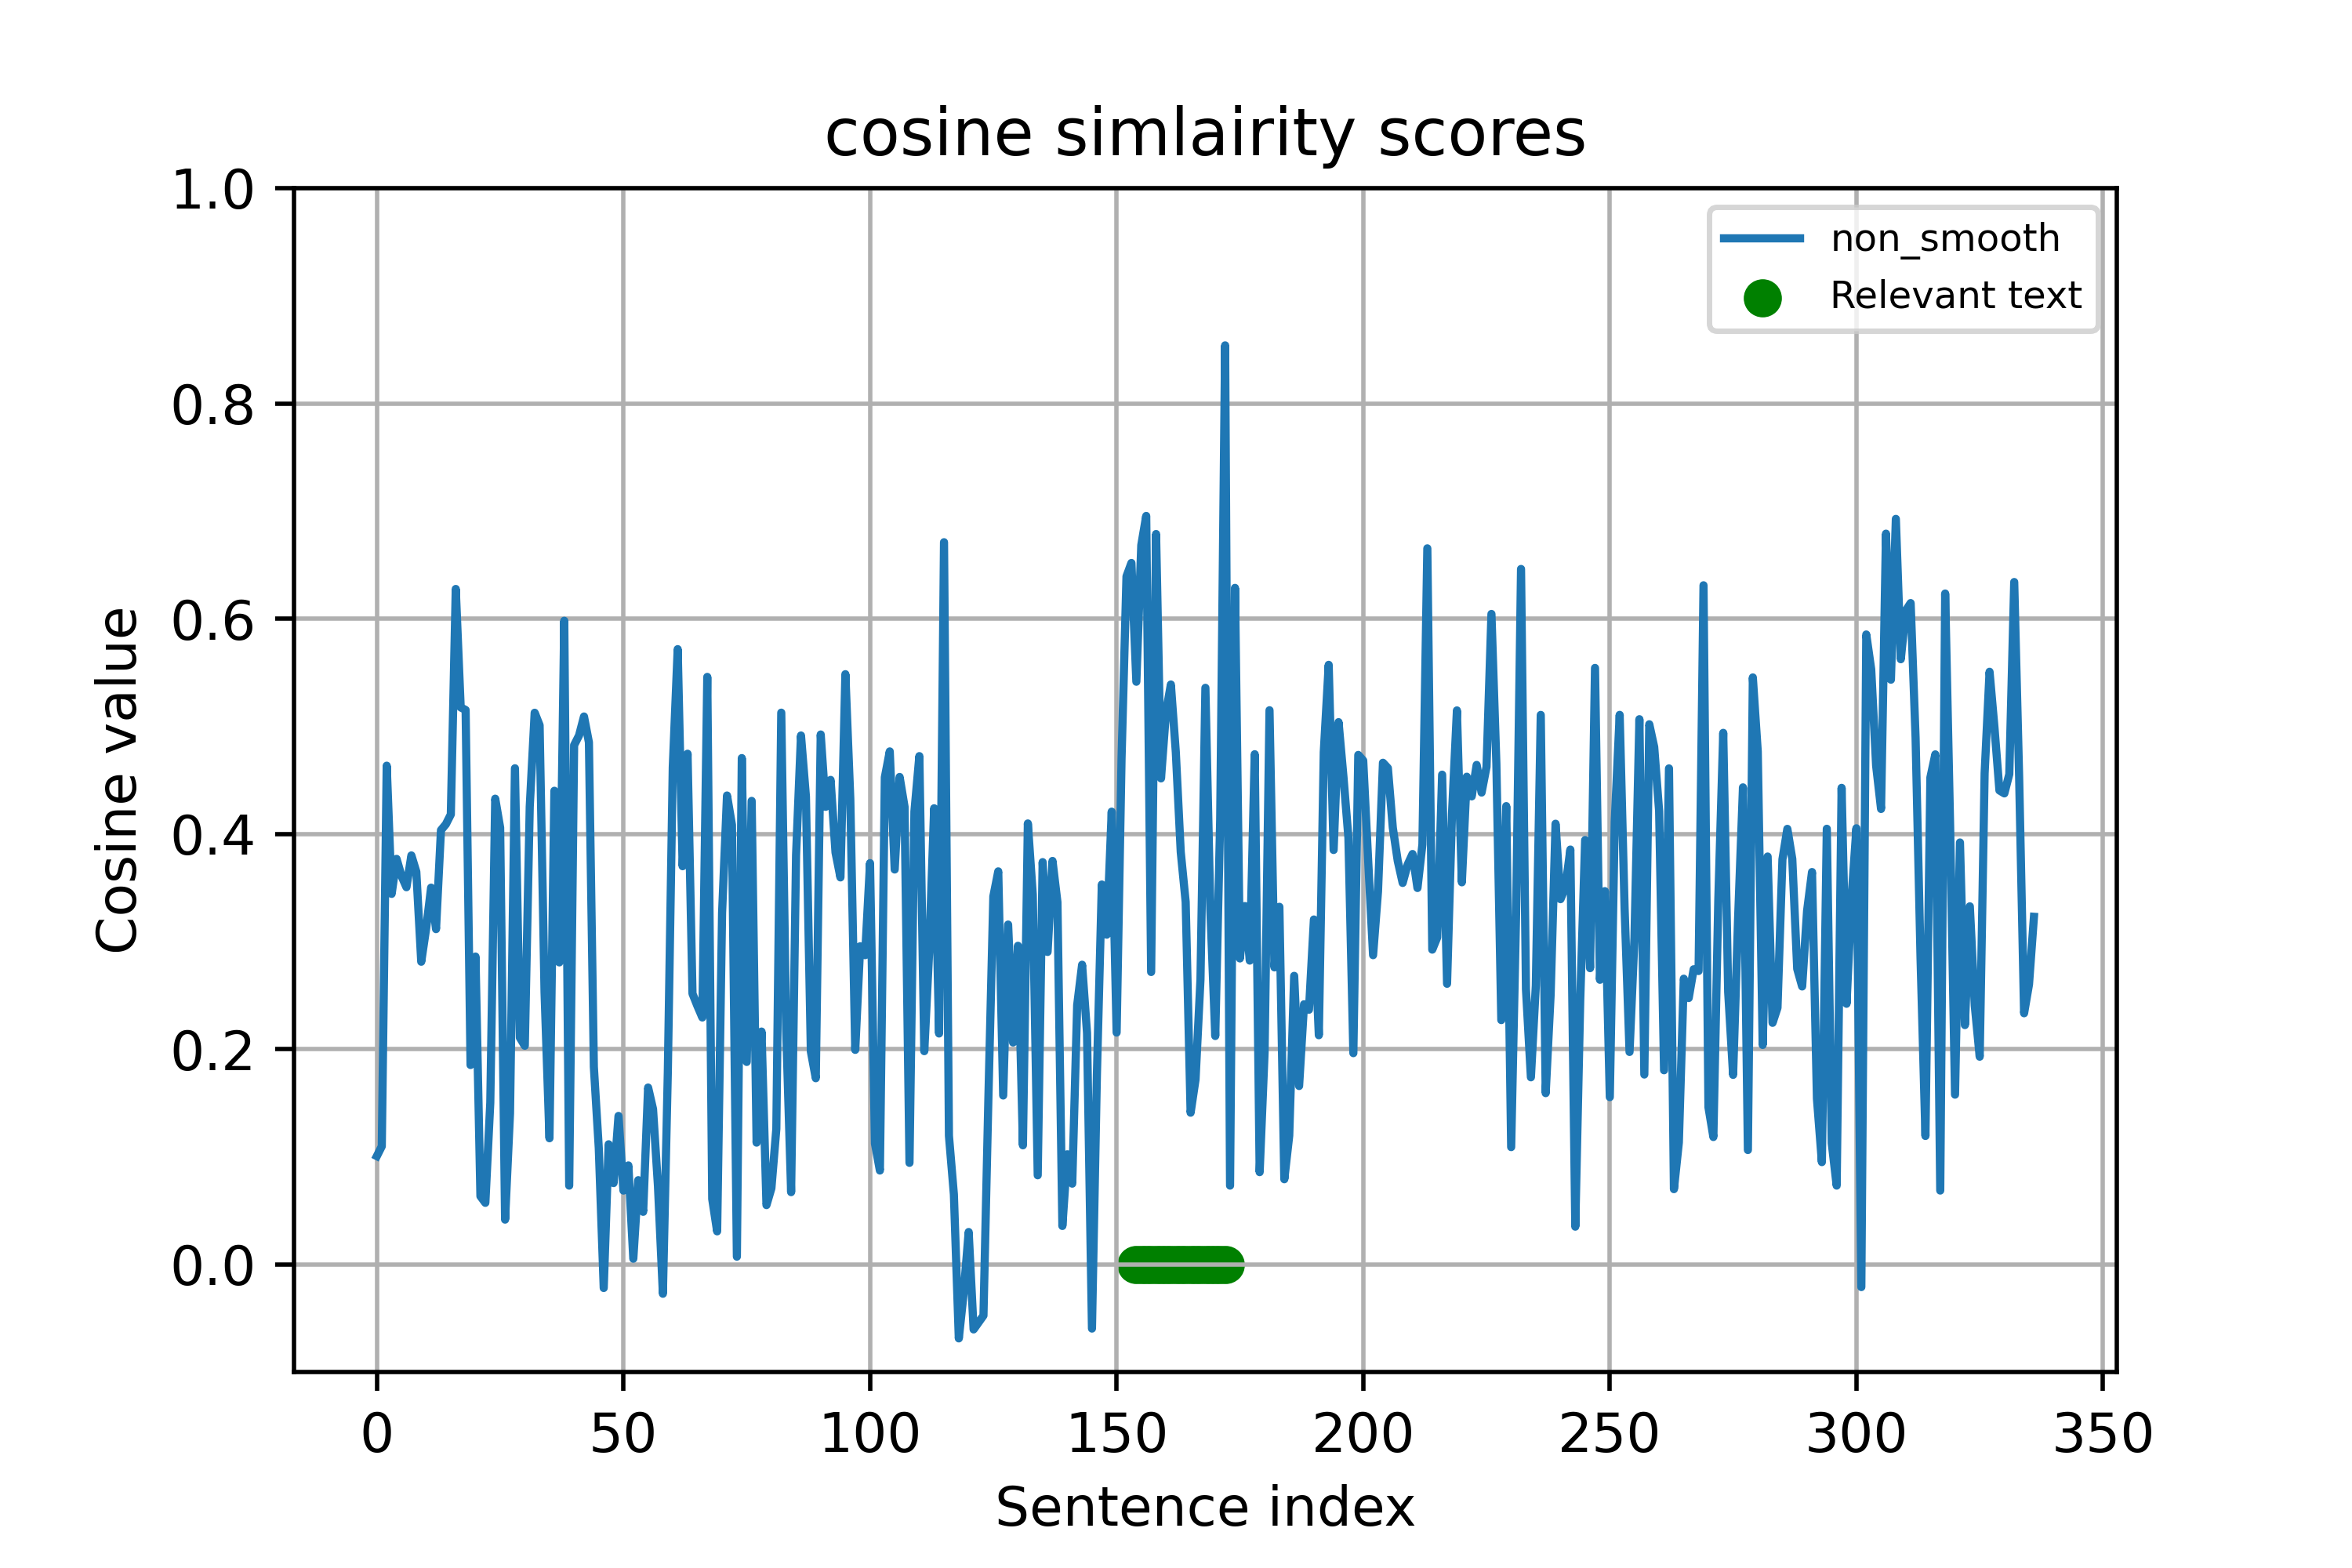 cosine simlairity scores
1.0
0.8
0.6
0.4
0.2
0.0
Cosine value
non_smooth
Relevant text
0 50 100 150 200 250 300 350
Sentence index